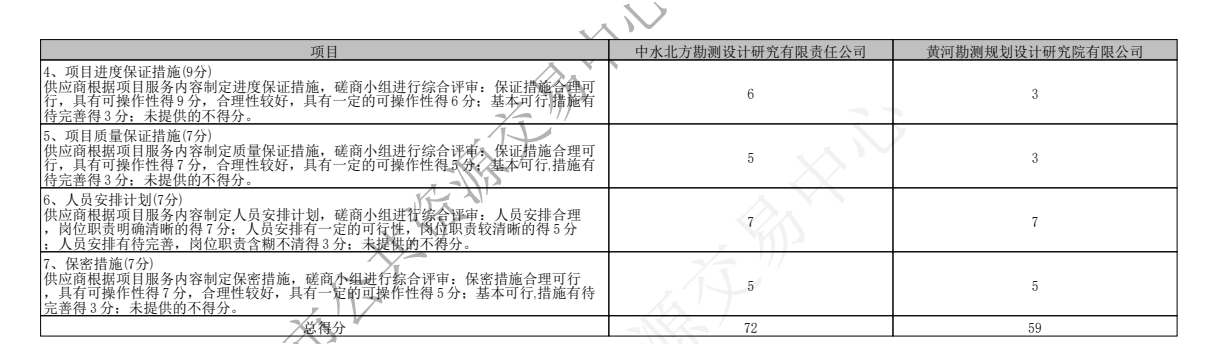 项目 中水北方勘测设计研究有限责任公司 黄河勘测规划设计研究院有限公司
4、项目进度保证措施(9分)
供应商根据项目服务内容制定进度保证措施，磋商小组进行综合评审：保证措施合理可
行，具有可操作性得9分，合理性较好，具有一定的可操作性得6分；基本可行,措施有
待完善得3分；未提供的不得分。
6 3
5、项目质量保证措施(7分)
供应商根据项目服务内容制定质量保证措施，磋商小组进行综合评审：保证措施合理可
行，具有可操作性得7分，合理性较好，具有一定的可操作性得5分；基本可行,措施有
待完善得3分；未提供的不得分。
5 3
6、人员安排计划(7分)
供应商根据项目服务内容制定人员安排计划，磋商小组进行综合评审：人员安排合理
，岗位职责明确清晰的得7分；人员安排有一定的可行性，岗位职责较清晰的得5分
；人员安排有待完善，岗位职责含糊不清得3分；未提供的不得分。
7 7
7、保密措施(7分)
供应商根据项目服务内容制定保密措施，磋商小组进行综合评审：保密措施合理可行
，具有可操作性得7分，合理性较好，具有一定的可操作性得5分；基本可行,措施有待
完善得3分；未提供的不得分。
5 5
总得分 72 59
市公共资源交易中心
源交易中心